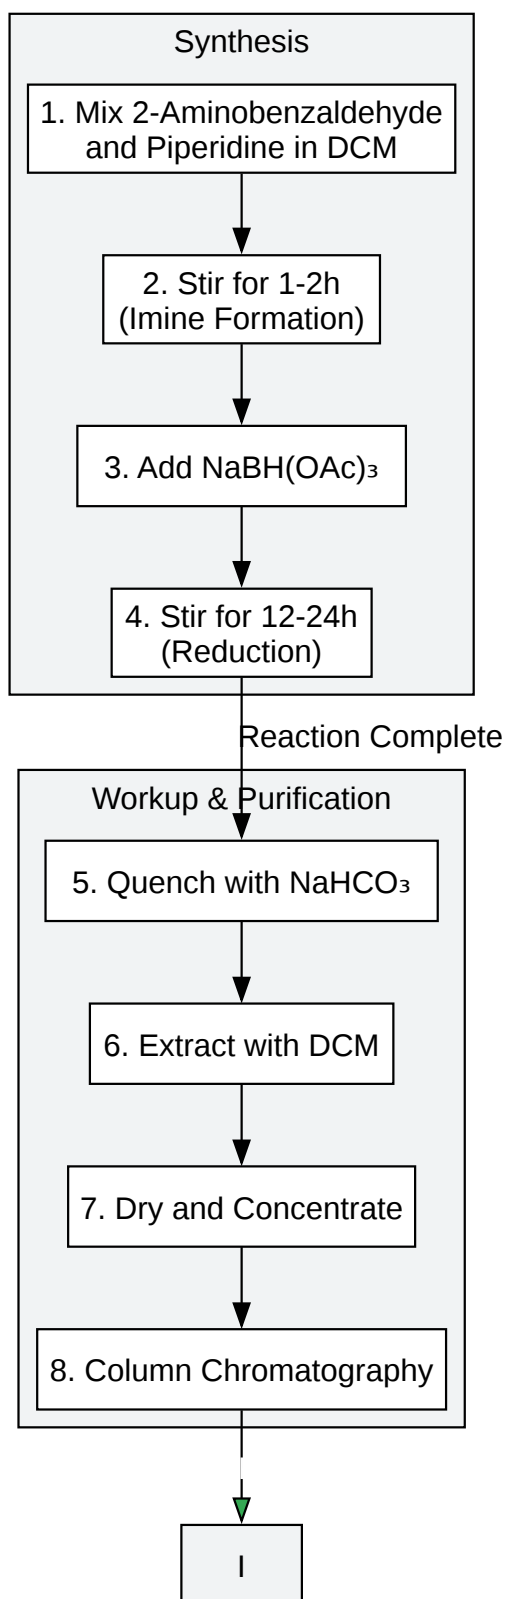 Synthesis
1. Mix 2-Aminobenzaldehyde
and Piperidine in DCM
2. Stir for 1-2h
(Imine Formation)
3. Add NaBH(OAc)₃
4. Stir for 12-24h
(Reduction)
Reaction Complete
Workup & Purification
5. Quench with NaHCO₃
6. Extract with DCM
7. Dry and Concentrate
8. Column Chromatography
I